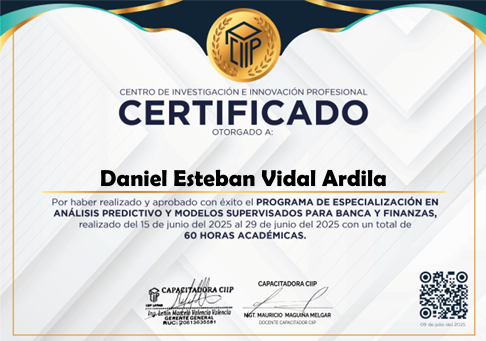 CIIP
CENTRO DE INVESTIGACIÓN E INNOVACIÓN PROFESIONAL
CERTIFICADO
OTORGADO A:
Daniel Esteban Vidal Ardila
Por haber realizado y aprobado con éxito el PROGRAMA DE ESPECIALIZACIÓN EN
ANÁLISIS PREDICTIVO Y MODELOS SUPERVISADOS PARA BANCA Y FINANZAS,
realizado del 15 de junio del 2025 al 29 de junio del 2025 con un total de
60 HORAS ACADÉMICAS.
CAPACITADORA CIIP
Valencia Valencia
GERENTE GENERAL
RUC: 20613635581
CAPACITADORA CIIP
MGT. MAURICIO MAGUIÑA MELGAR
DOCENTE CAPACITADOR CIIP
09 de julio del 2025